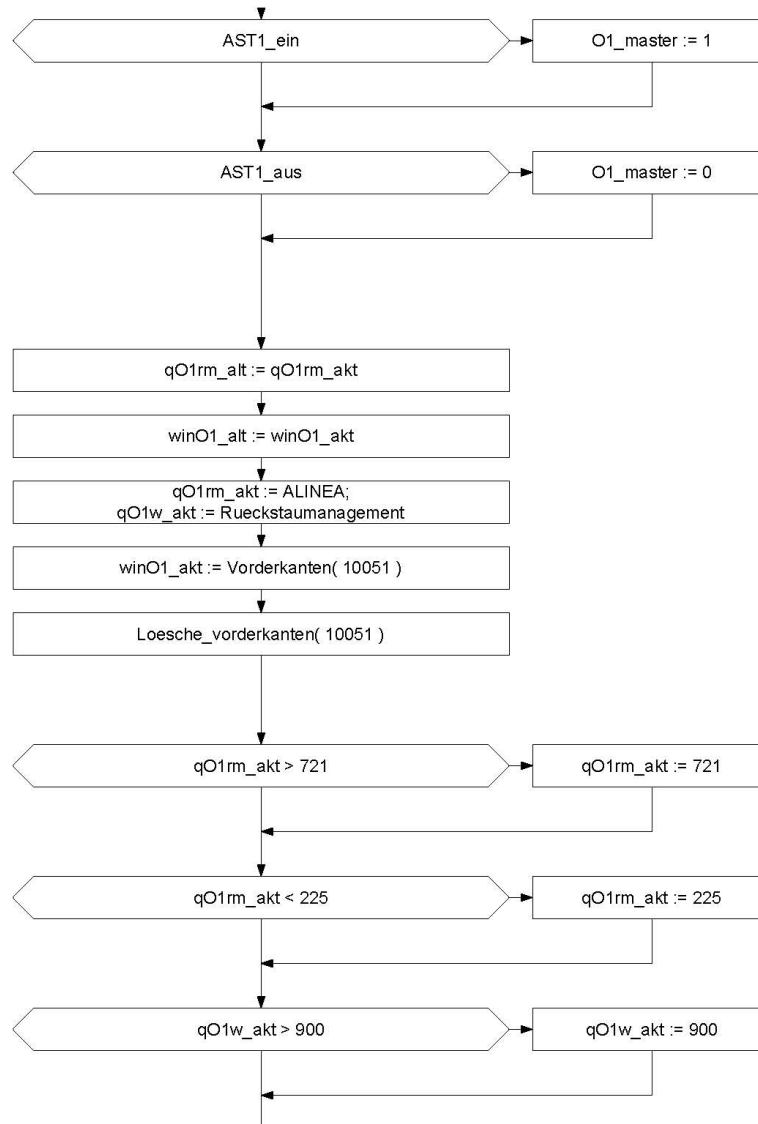 AST1_ein
O1_master := 1
AST1_aus
O1_master := 0
qO1rm_alt := qO1rm_akt
winO1_alt := winO1_akt
qO1rm_akt := ALINEA;
qO1w_akt := Rueckstaumanagement
winO1_akt := Vorderkanten( 10051 )
Loesche_vorderkanten( 10051 )
qO1rm_akt > 721
qO1rm_akt := 721
qO1rm_akt < 225
qO1rm_akt := 225
qO1w_akt > 900
qO1w_akt := 900